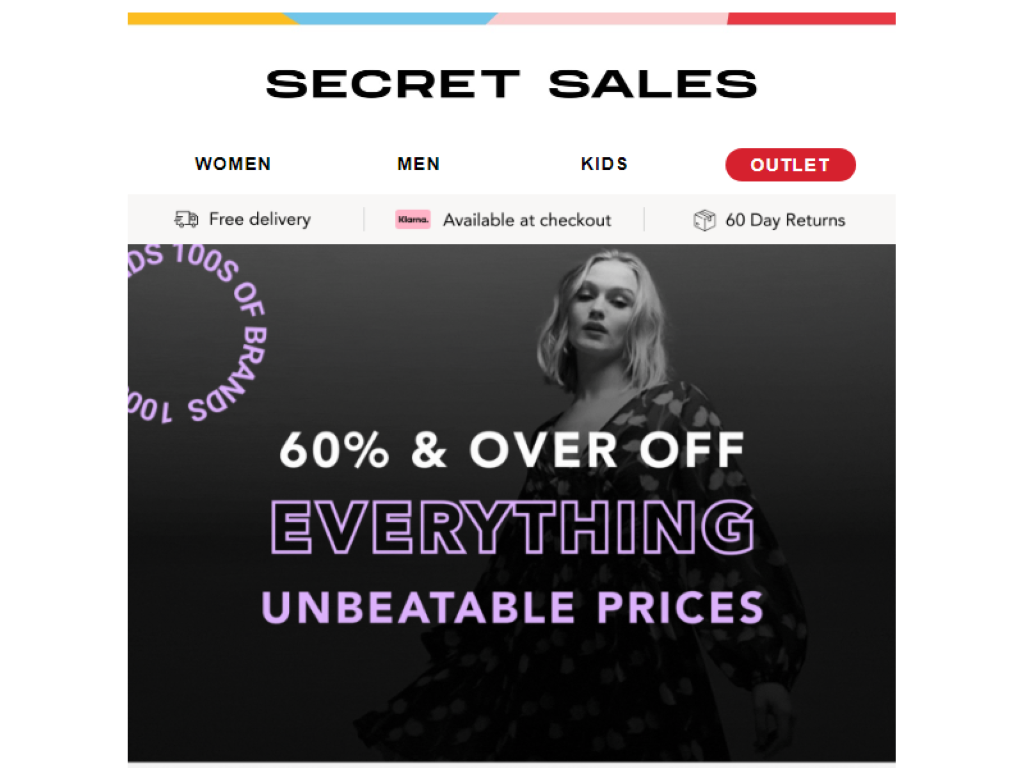 SECRET SALES
WOMEN MEN KIDS OUTLET
Free delivery Klarna. Available at checkout 60 Day Returns
DS 100S OF BRANDS 100
60% & OVER OFF
EVERYTHING
UNBEATABLE PRICES